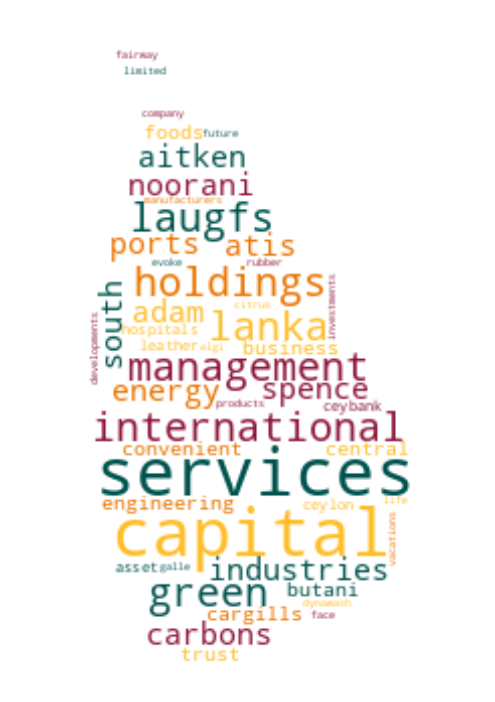 fairway
limited
company
foods future
aitken
noorani
manufacturers
laugfs
ports atis
evoke rubber
holdings
south
citrus
investments
adam lanka
hospitals
developments
leather elgi business
management
energy spence
products ceybank
international
convenient central
services
engineering ceylon life
capital
vacations
asset galle industries
green butani
dynawash
cargills face
carbons
trust